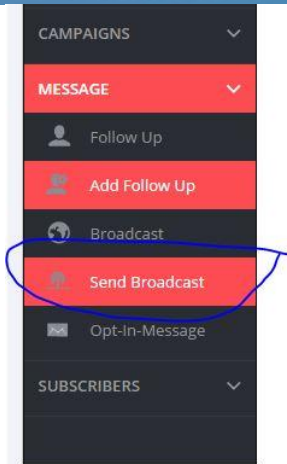 CAMPAIGNS
MESSAGE
Follow Up
Add Follow Up
Broadcast
Send Broadcast
Opt-In-Message
SUBSCRIBERS